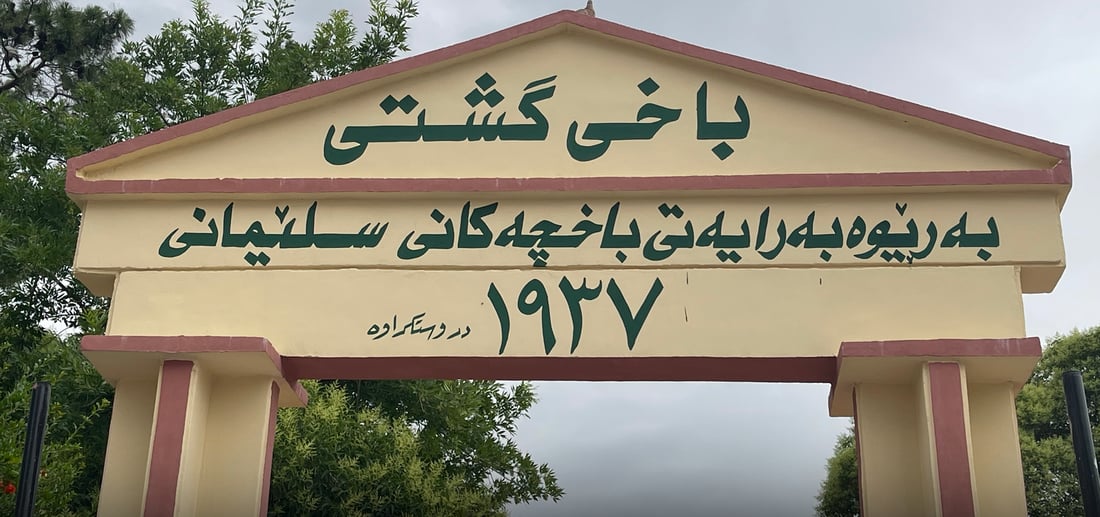 باخی گشتی
بەڕێوەبەرایەتی باخچەکانی سلێمانی
١٩٣٧ دروستکراوە